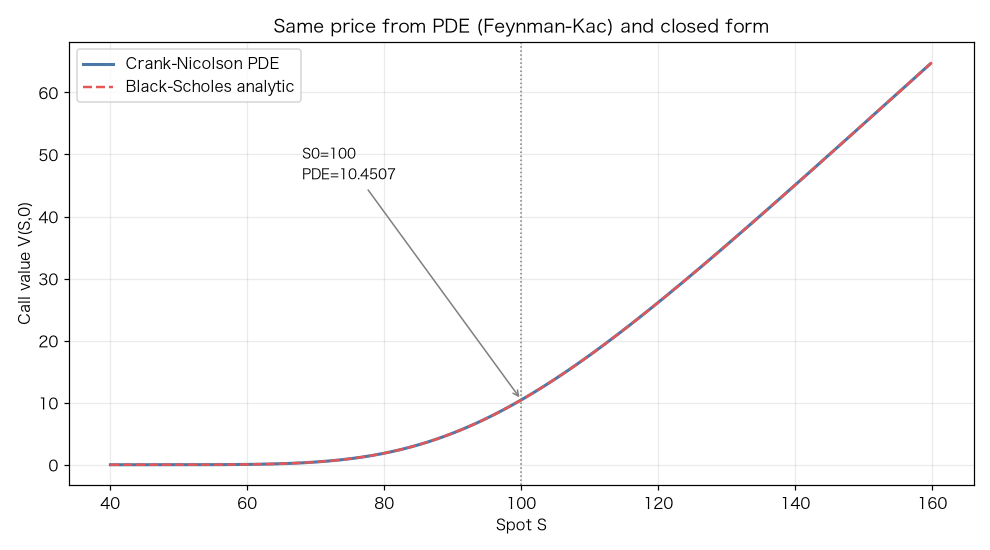 Same price from PDE (Feynman-Kac) and closed form
Crank-Nicolson PDE
Black-Scholes analytic
S0=100
PDE=10.4507
Call value V(S,0)
60
50
40
30
20
10
0
40
60
80
100
120
140
160
Spot S